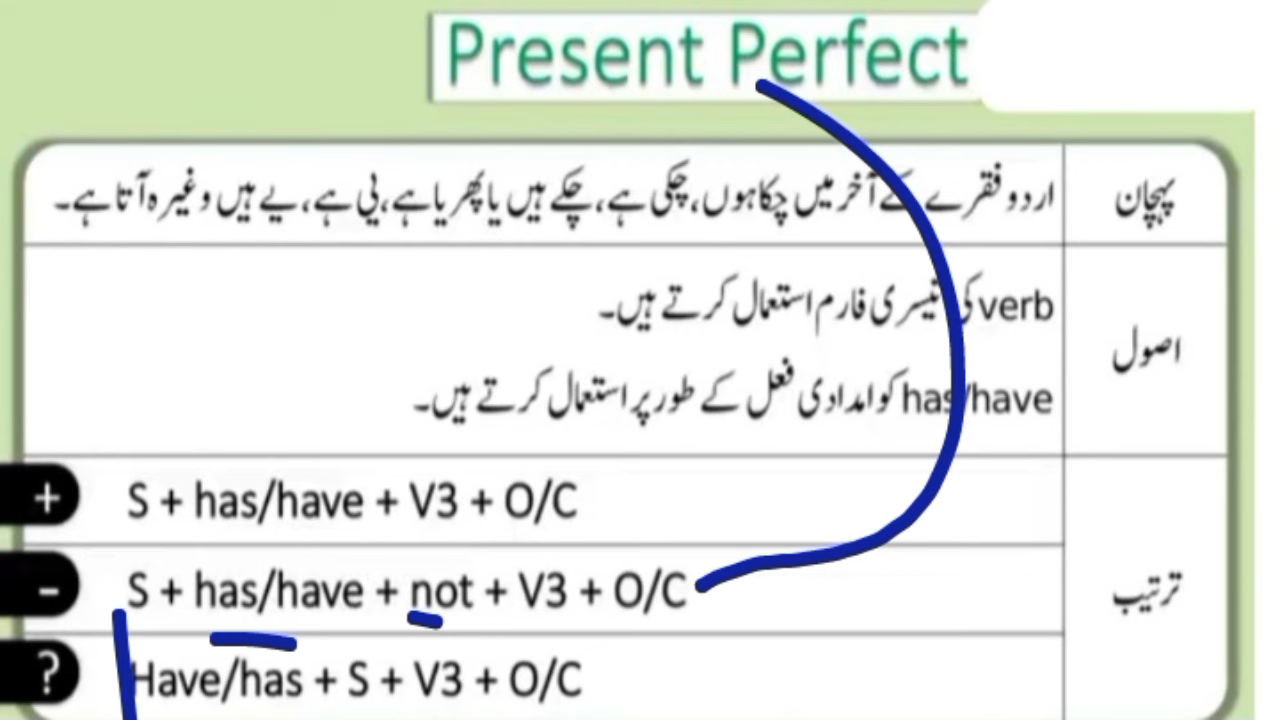 Present Perfect
پہچان
اردو فقرے کے آخر میں چکا ہوں، چکی ہے، چکے ہیں یا پھر یا ہے، یی ہے، یے ہیں وغیرہ آتا ہے۔
اصول
verb کی تیسری فارم استعمال کرتے ہیں۔
has/have کو امدادی فعل کے طور پر استعمال کرتے ہیں۔
ترتیب
+ S + has/have + V3 + O/C
- S + has/have + not + V3 + O/C
? Have/has + S + V3 + O/C